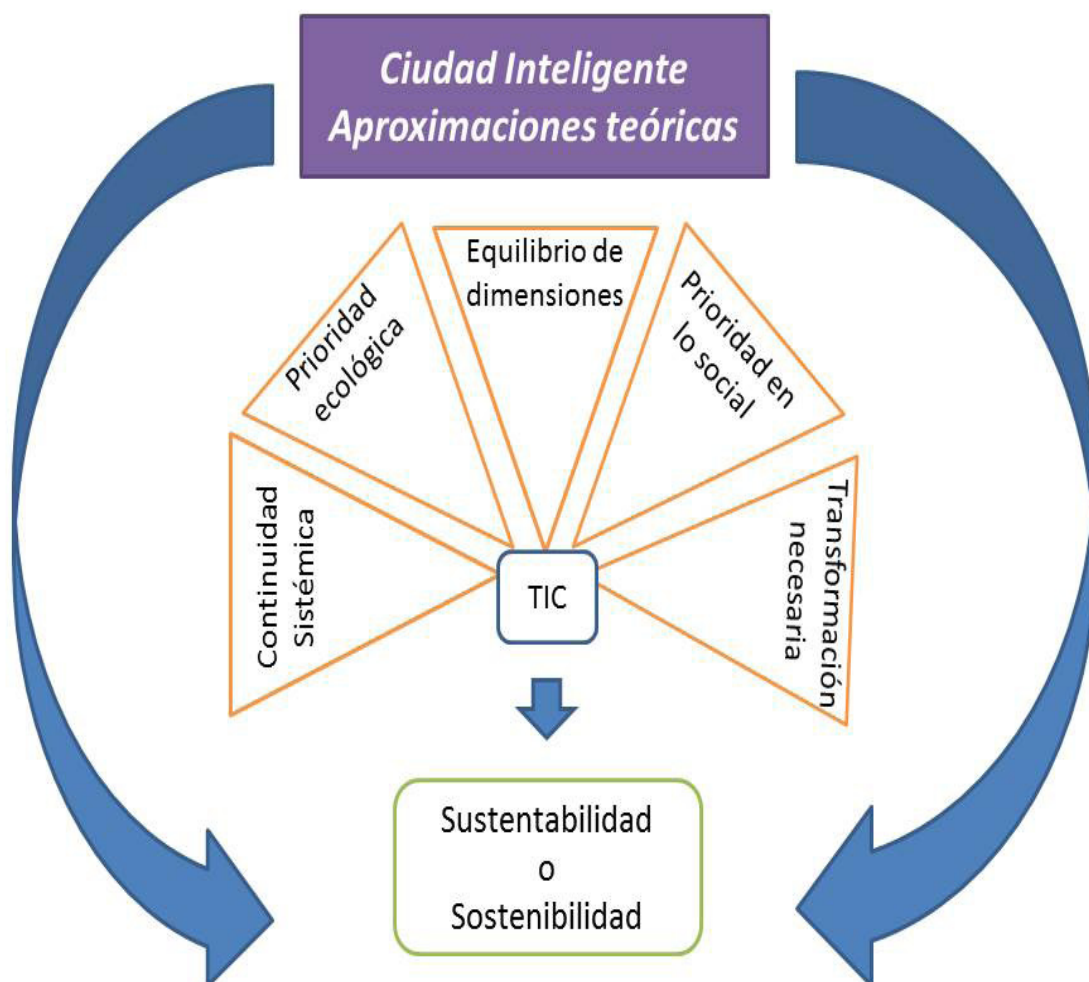 Ciudad Inteligente
Aproximaciones teóricas
Continuidad
Sistémica
Prioridad
ecológica
Equilibrio de
dimensiones
Prioridad en
lo social
Transformación
necesaria
TIC
Sustentabilidad
o
Sostenibilidad